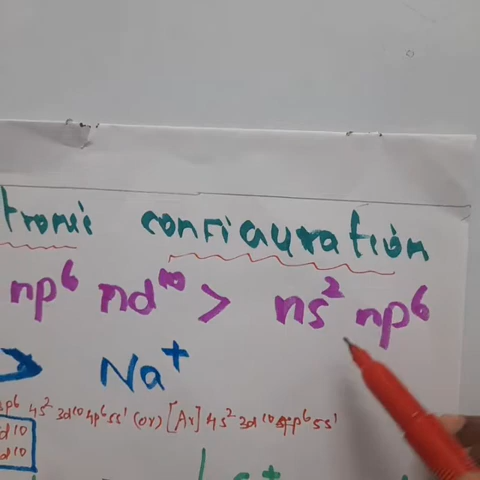 tronic configuration
np⁶ nd¹⁰ > ns² np⁶
> Na⁺
3p⁶ 4s² 3d¹⁰ 4p⁶ 5s¹ (or) [Ar] 4s² 3d¹⁰ 4p⁶ 5s¹
d¹⁰
d¹⁰